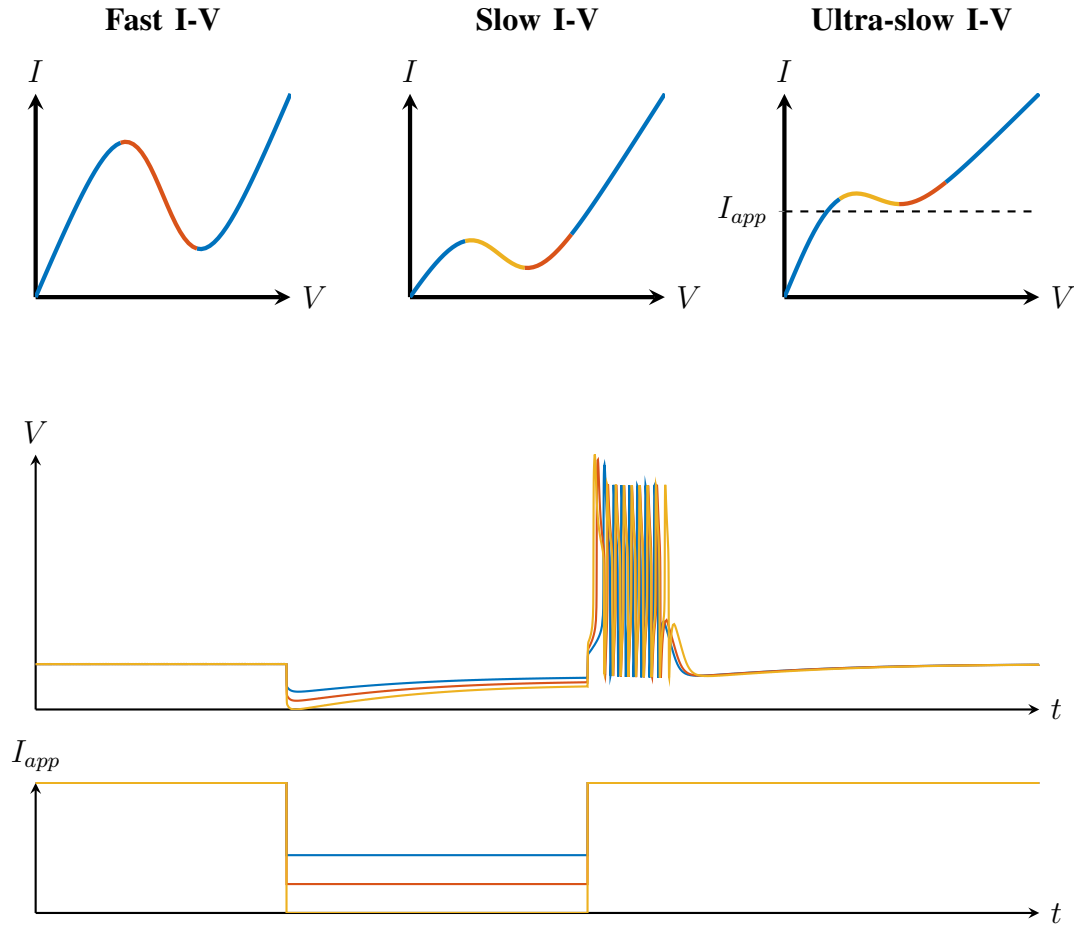 Fast I-V Slow I-V Ultra-slow I-V
I I I
I_app
V V V
V
t
I_app
t